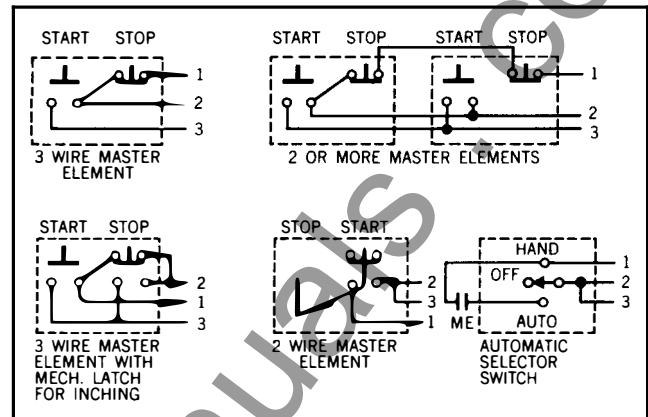 START STOP
1
2
3
3 WIRE MASTER
ELEMENT
START STOP START STOP
1
2
3
2 OR MORE MASTER ELEMENTS
START STOP
2
1
3
3 WIRE MASTER
ELEMENT WITH
MECH. LATCH
FOR INCHING
STOP START
2
3
1
2 WIRE MASTER
ELEMENT
HAND
OFF
AUTO
ME
1
2
3
AUTOMATIC
SELECTOR
SWITCH